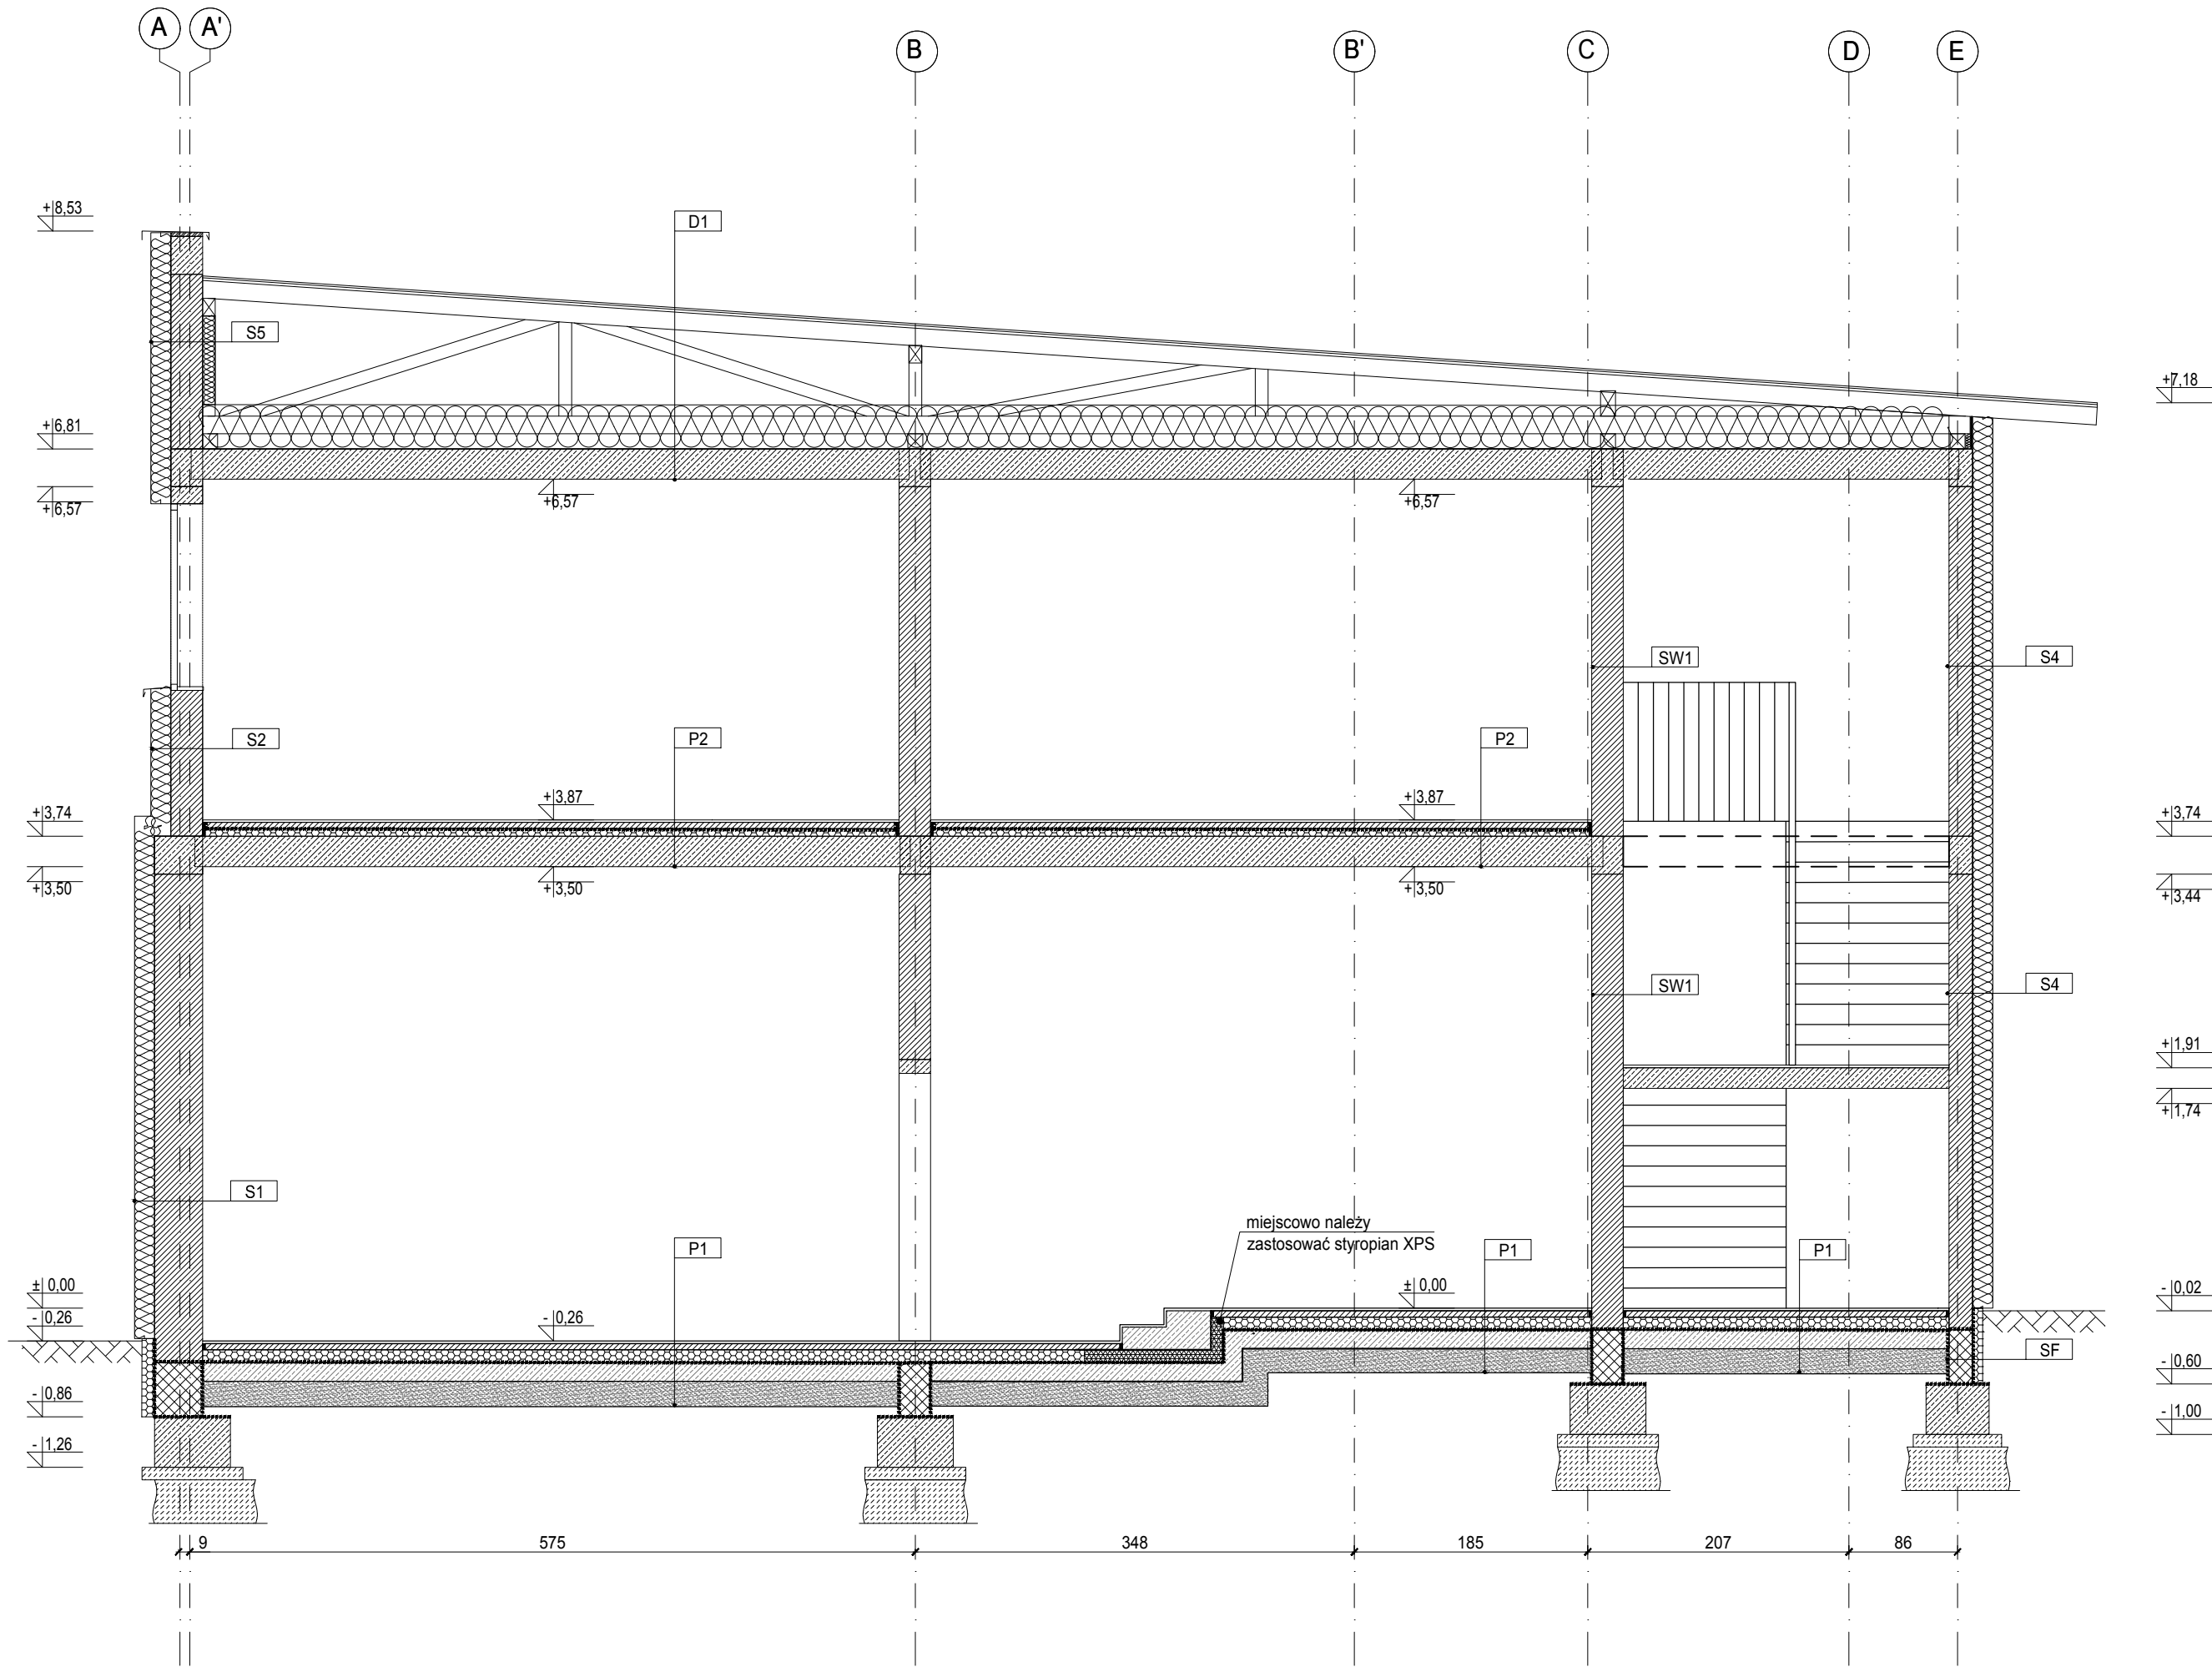 A A' B B' C D E
+8,53
D1
S5
+7,18
+6,81
+6,57
+6,57
+6,57
SW1
S4
S2
P2
P2
+3,87
+3,87
+3,74
+3,74
+3,50
+3,50
+3,50
+3,44
SW1
S4
+1,91
+1,74
S1
miejscowo należy
zastosować styropian XPS
P1
P1
P1
± 0,00
± 0,00
- 0,02
- 0,26
- 0,26
SF
- 0,60
- 0,86
- 1,00
- 1,26
9 575 348 185 207 86